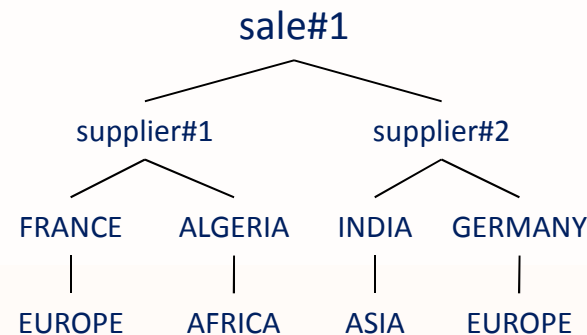 sale#1
supplier#1 supplier#2
FRANCE ALGERIA INDIA GERMANY
EUROPE AFRICA ASIA EUROPE